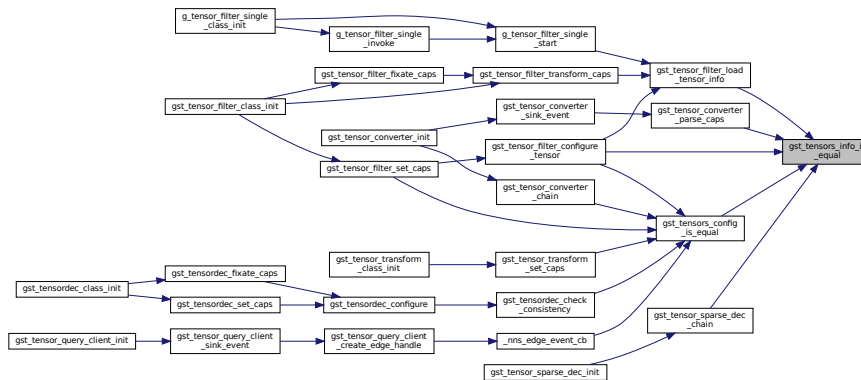 g_tensor_filter_single
_class_init
g_tensor_filter_single
_invoke
g_tensor_filter_single
_start
gst_tensor_filter_fixate_caps
gst_tensor_filter_transform_caps
gst_tensor_filter_load
_tensor_info
gst_tensor_filter_class_init
gst_tensor_converter
_sink_event
gst_tensor_converter
_parse_caps
gst_tensor_converter_init
gst_tensor_filter_configure
_tensor
gst_tensors_info_i
_equal
gst_tensor_filter_set_caps
gst_tensor_converter
_chain
gst_tensors_config
_is_equal
gst_tensor_transform
_class_init
gst_tensor_transform
_set_caps
gst_tensordec_class_init
gst_tensordec_fixate_caps
gst_tensordec_set_caps
gst_tensordec_configure
gst_tensordec_check
_consistency
gst_tensor_sparse_dec
_chain
gst_tensor_query_client_init
gst_tensor_query_client
_sink_event
gst_tensor_query_client
_create_edge_handle
_nns_edge_event_cb
gst_tensor_sparse_dec_init